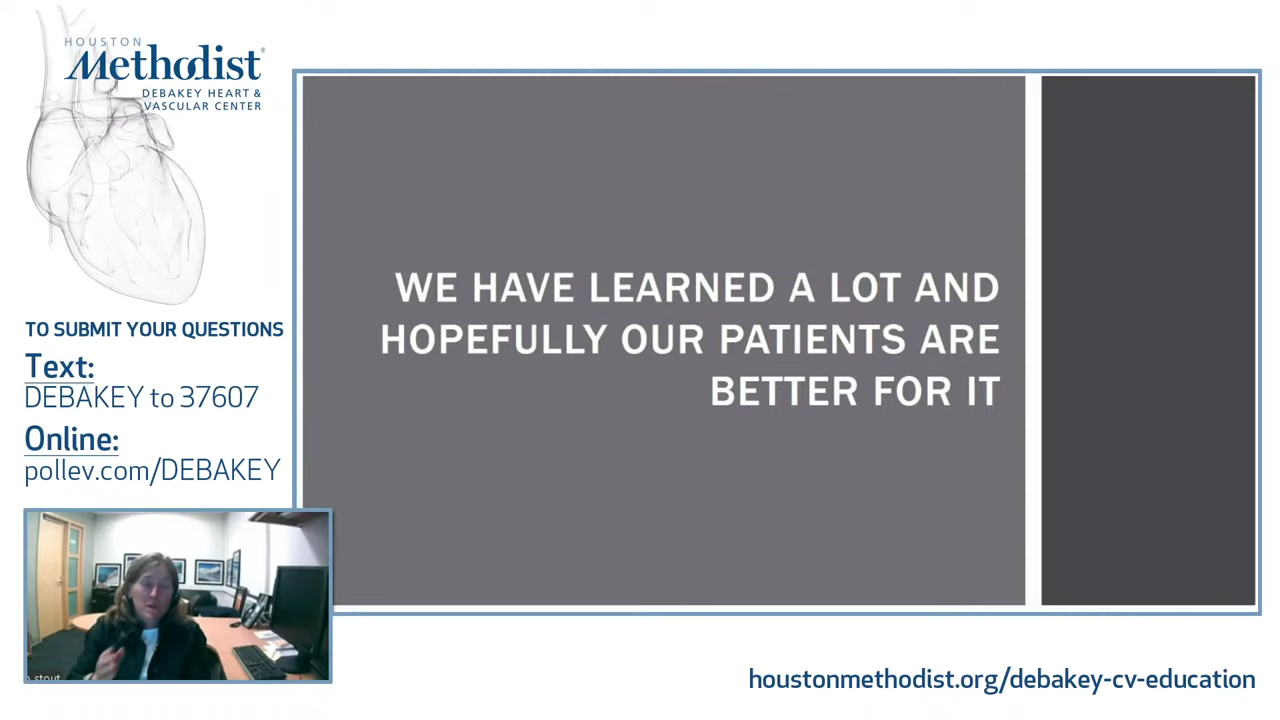 HOUSTON
Methodist®
DEBAKEY HEART &
VASCULAR CENTER
TO SUBMIT YOUR QUESTIONS
Text:
DEBAKEY to 37607
Online:
pollev.com/DEBAKEY
WE HAVE LEARNED A LOT AND
HOPEFULLY OUR PATIENTS ARE
BETTER FOR IT
stout
houstonmethodist.org/debakey-cv-education